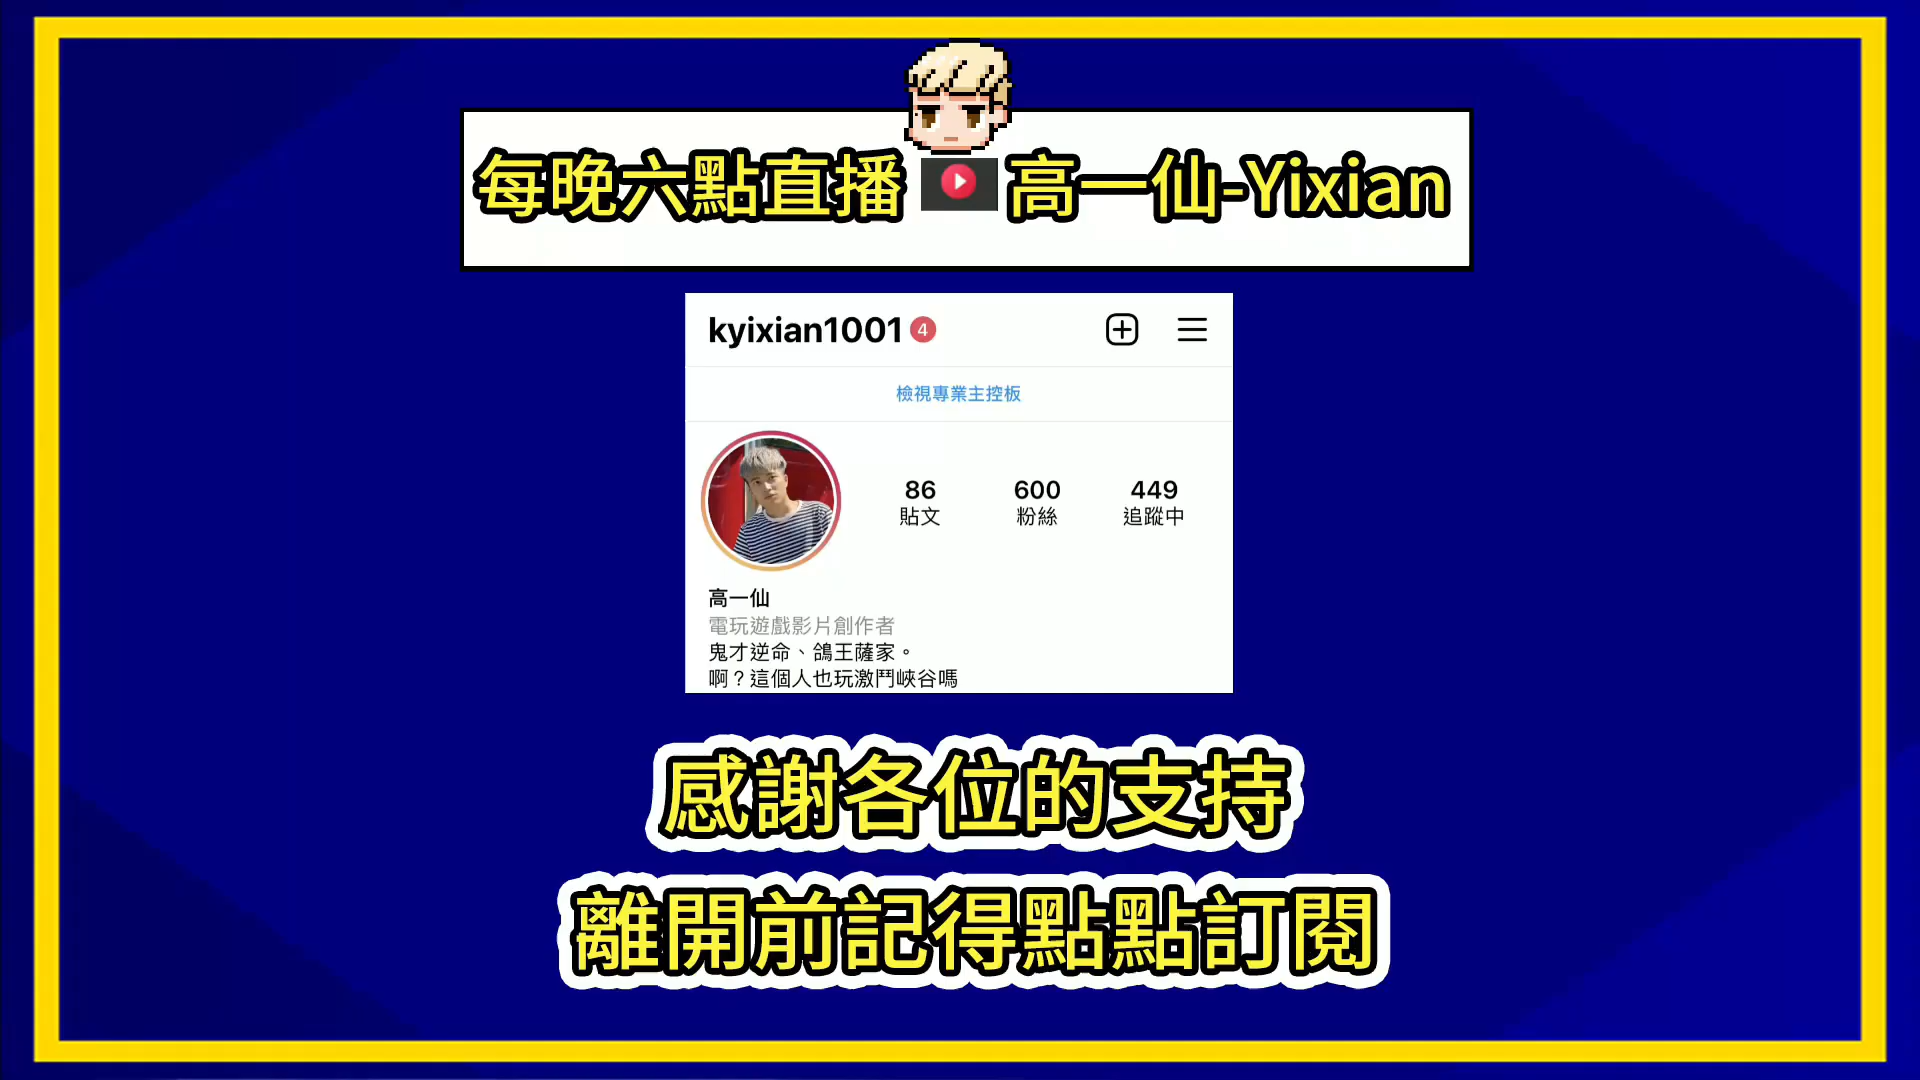 每晚六點直播 高一仙-Yixian
kyixian1001 4
檢視專業主控板
86 600 449
貼文 粉絲 追蹤中
高一仙
電玩遊戲影片創作者
鬼才逆命、鴿王薩家。
啊？這個人也玩激鬥峽谷嗎
感謝各位的支持
離開前記得點點訂閱